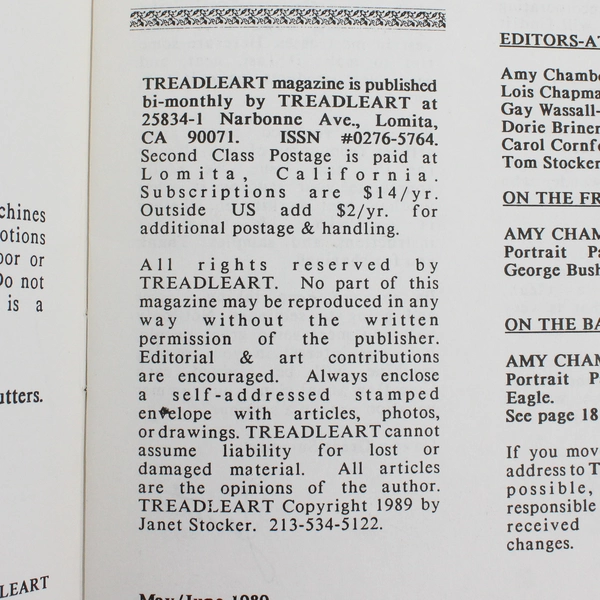 chines
otions
oor or
Do not
is a
utters.
LEART
TREADLEART magazine is published
bi-monthly by TREADLEART at
25834-1 Narbonne Ave., Lomita,
CA 90071. ISSN #0276-5764.
Second Class Postage is paid at
Lomita, California.
Subscriptions are $14/yr.
Outside US add $2/yr. for
additional postage & handling.
All rights reserved by
TREADLEART. No part of this
magazine may be reproduced in any
way without the written
permission of the publisher.
Editorial & art contributions
are encouraged. Always enclose
a self-addressed stamped
envelope with articles, photos,
or drawings. TREADLEART cannot
assume liability for lost or
damaged material. All articles
are the opinions of the author.
TREADLEART Copyright 1989 by
Janet Stocker. 213-534-5122.
May/June 1989
EDITORS-AT
Amy Chambe
Lois Chapma
Gay Wassall-
Dorie Briner
Carol Cornfo
Tom Stocker
ON THE FR
AMY CHAM
Portrait Pa
George Bush
ON THE BA
AMY CHAM
Portrait P
Eagle.
See page 18
If you mov
address to T
possible,
responsible
received
changes.